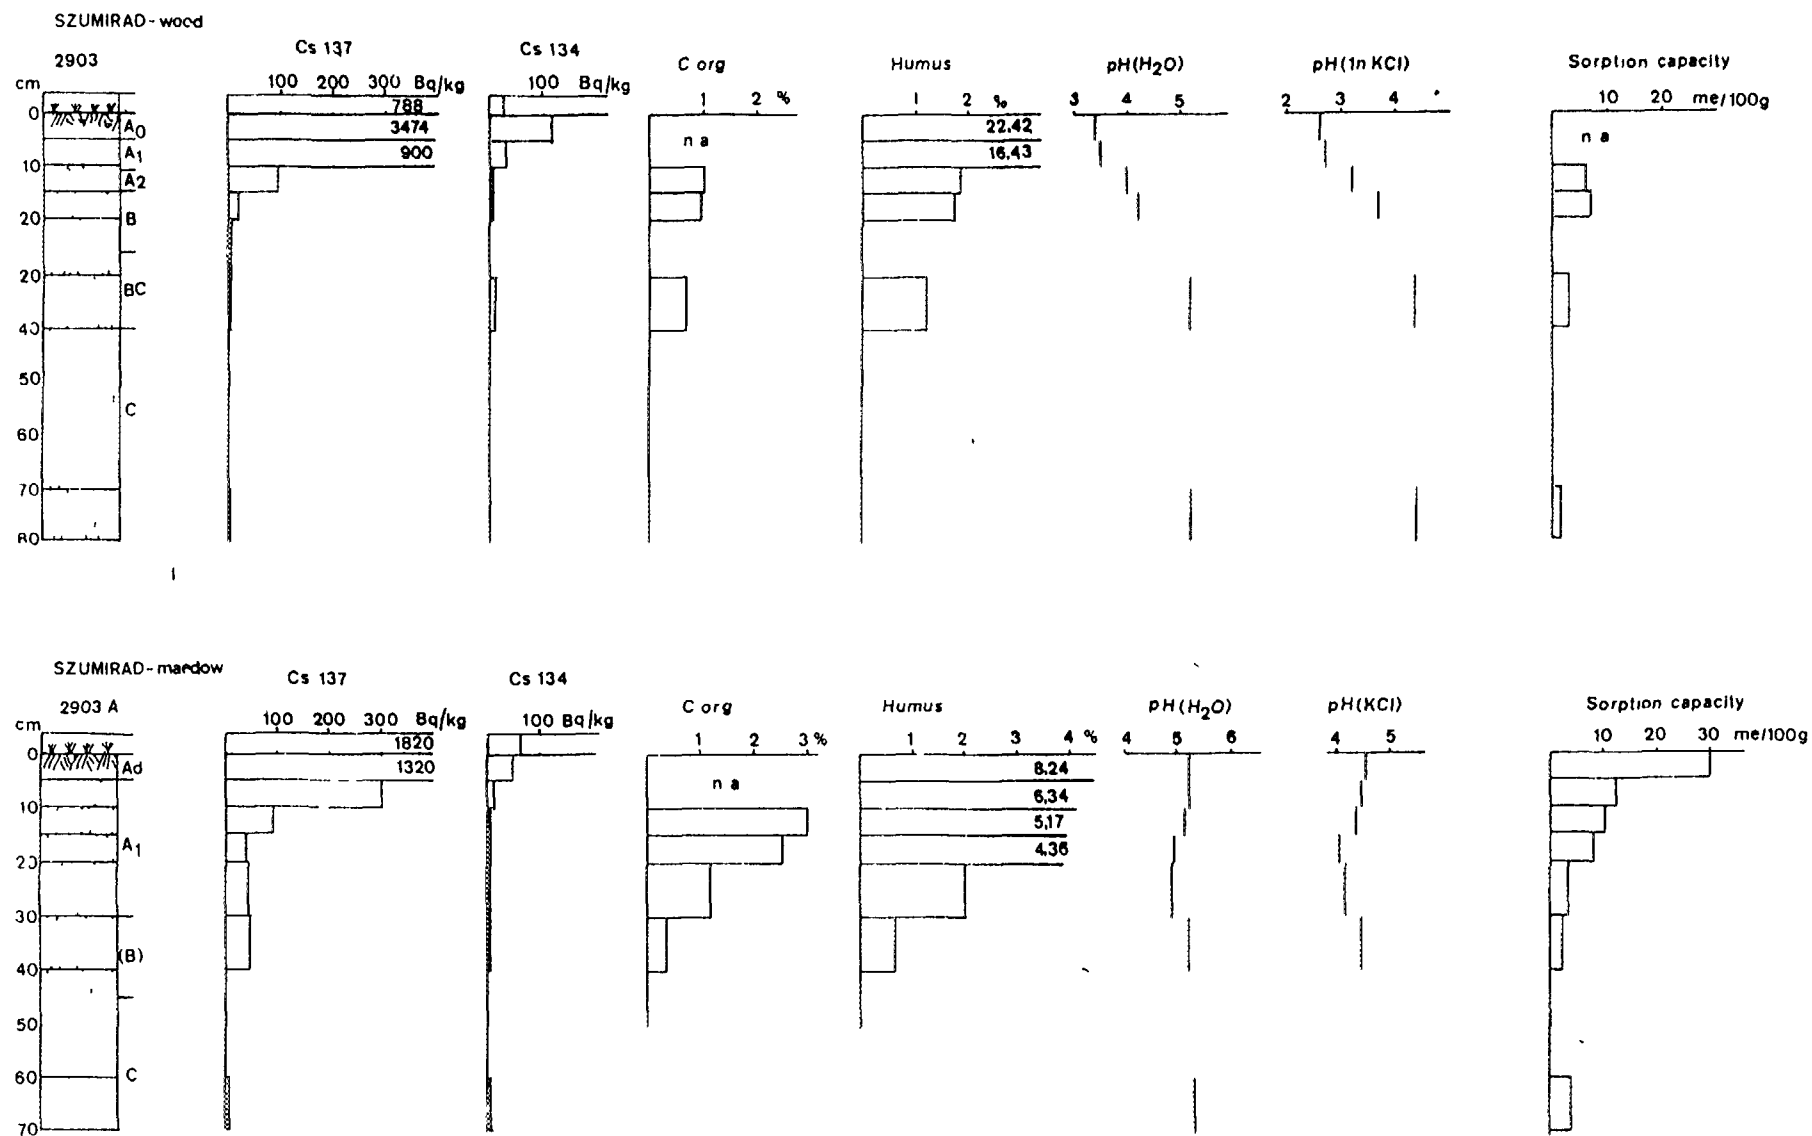 SZUMIRAD-wood
2903
Cs 137
Cs 134
C org
Humus
pH(H2O)
pH(1n KCl)
Sorption capacity
cm
100 200 300 Bq/kg
100 Bq/kg
1 2 %
1 2 %
3 4 5
2 3 4
10 20 me/100g
788
0
A0
3474
n a
22.42
n a
A1
900
16.43
10
A2
20
B
20
BC
40
50
C
60
70
80
SZUMIRAD-maedow
2903 A
Cs 137
Cs 134
C org
Humus
pH(H2O)
pH(KCl)
Sorption capacity
cm
100 200 300 Bq/kg
100 Bq/kg
1 2 3 %
1 2 3 4 %
4 5 6
4 5
10 20 30 me/100g
1820
0
Ad
1320
n a
8.24
10
6,34
5,17
A1
4.36
20
30
(B)
40
50
60
C
70